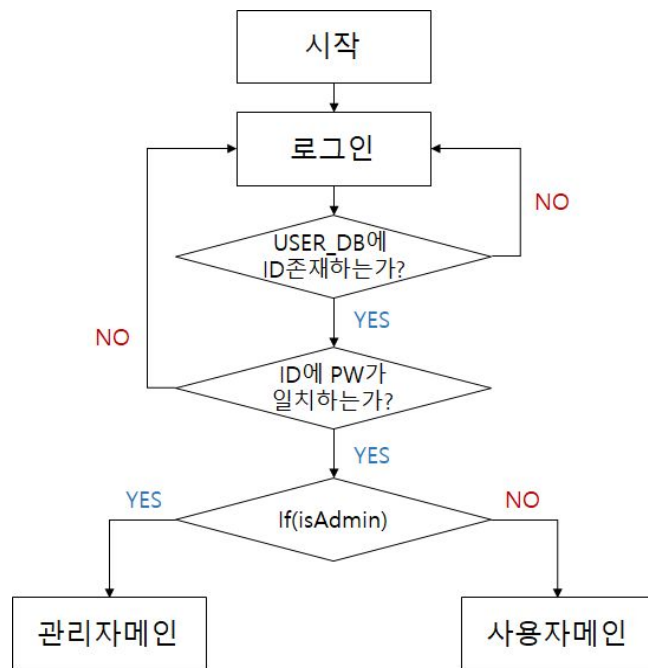 시작
로그인
NO
USER_DB에
ID존재하는가?
YES
NO
ID에 PW가
일치하는가?
YES
YES
If(isAdmin)
NO
관리자메인
사용자메인